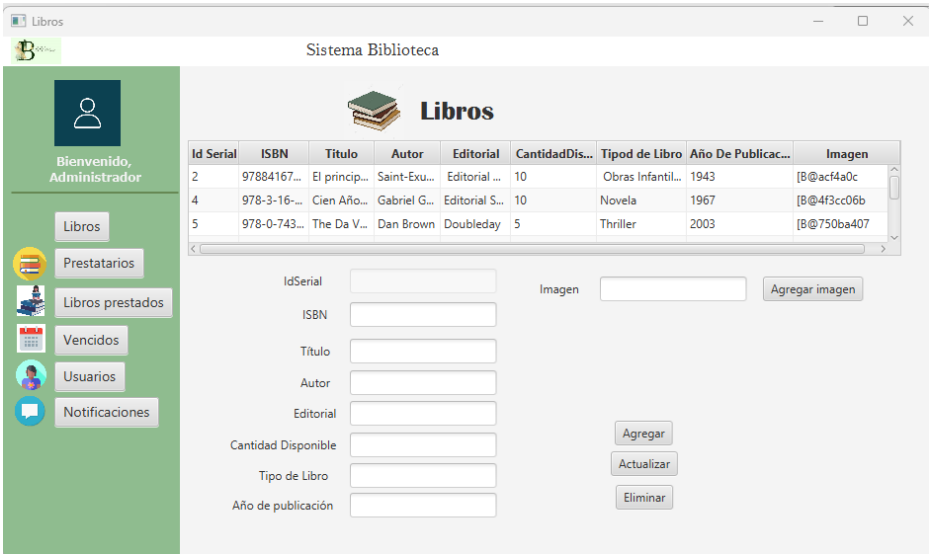 Libros
Sistema Biblioteca
Bienvenido,
Administrador
Libros
Prestatarios
Libros prestados
Vencidos
Usuarios
Notificaciones
Libros
Id Serial ISBN Titulo Autor Editorial CantidadDis... Tipod de Libro Año De Publicac... Imagen
2 97884167... El princip... Saint-Exu... Editorial ... 10 Obras Infantil... 1943 [B@acf4a0c
4 978-3-16-... Cien Año... Gabriel G... Editorial S... 10 Novela 1967 [B@4f3cc06b
5 978-0-743... The Da V... Dan Brown Doubleday 5 Thriller 2003 [B@750ba407
IdSerial
ISBN
Título
Autor
Editorial
Cantidad Disponible
Tipo de Libro
Año de publicación
Imagen Agregar imagen
Agregar
Actualizar
Eliminar